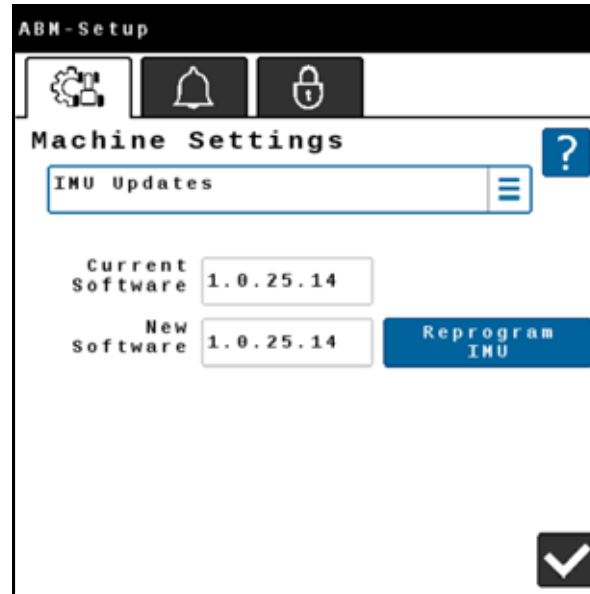 ABM-Setup
Machine Settings
?
IMU Updates
Current
Software
1.0.25.14
New
Software
1.0.25.14
Reprogram
IMU